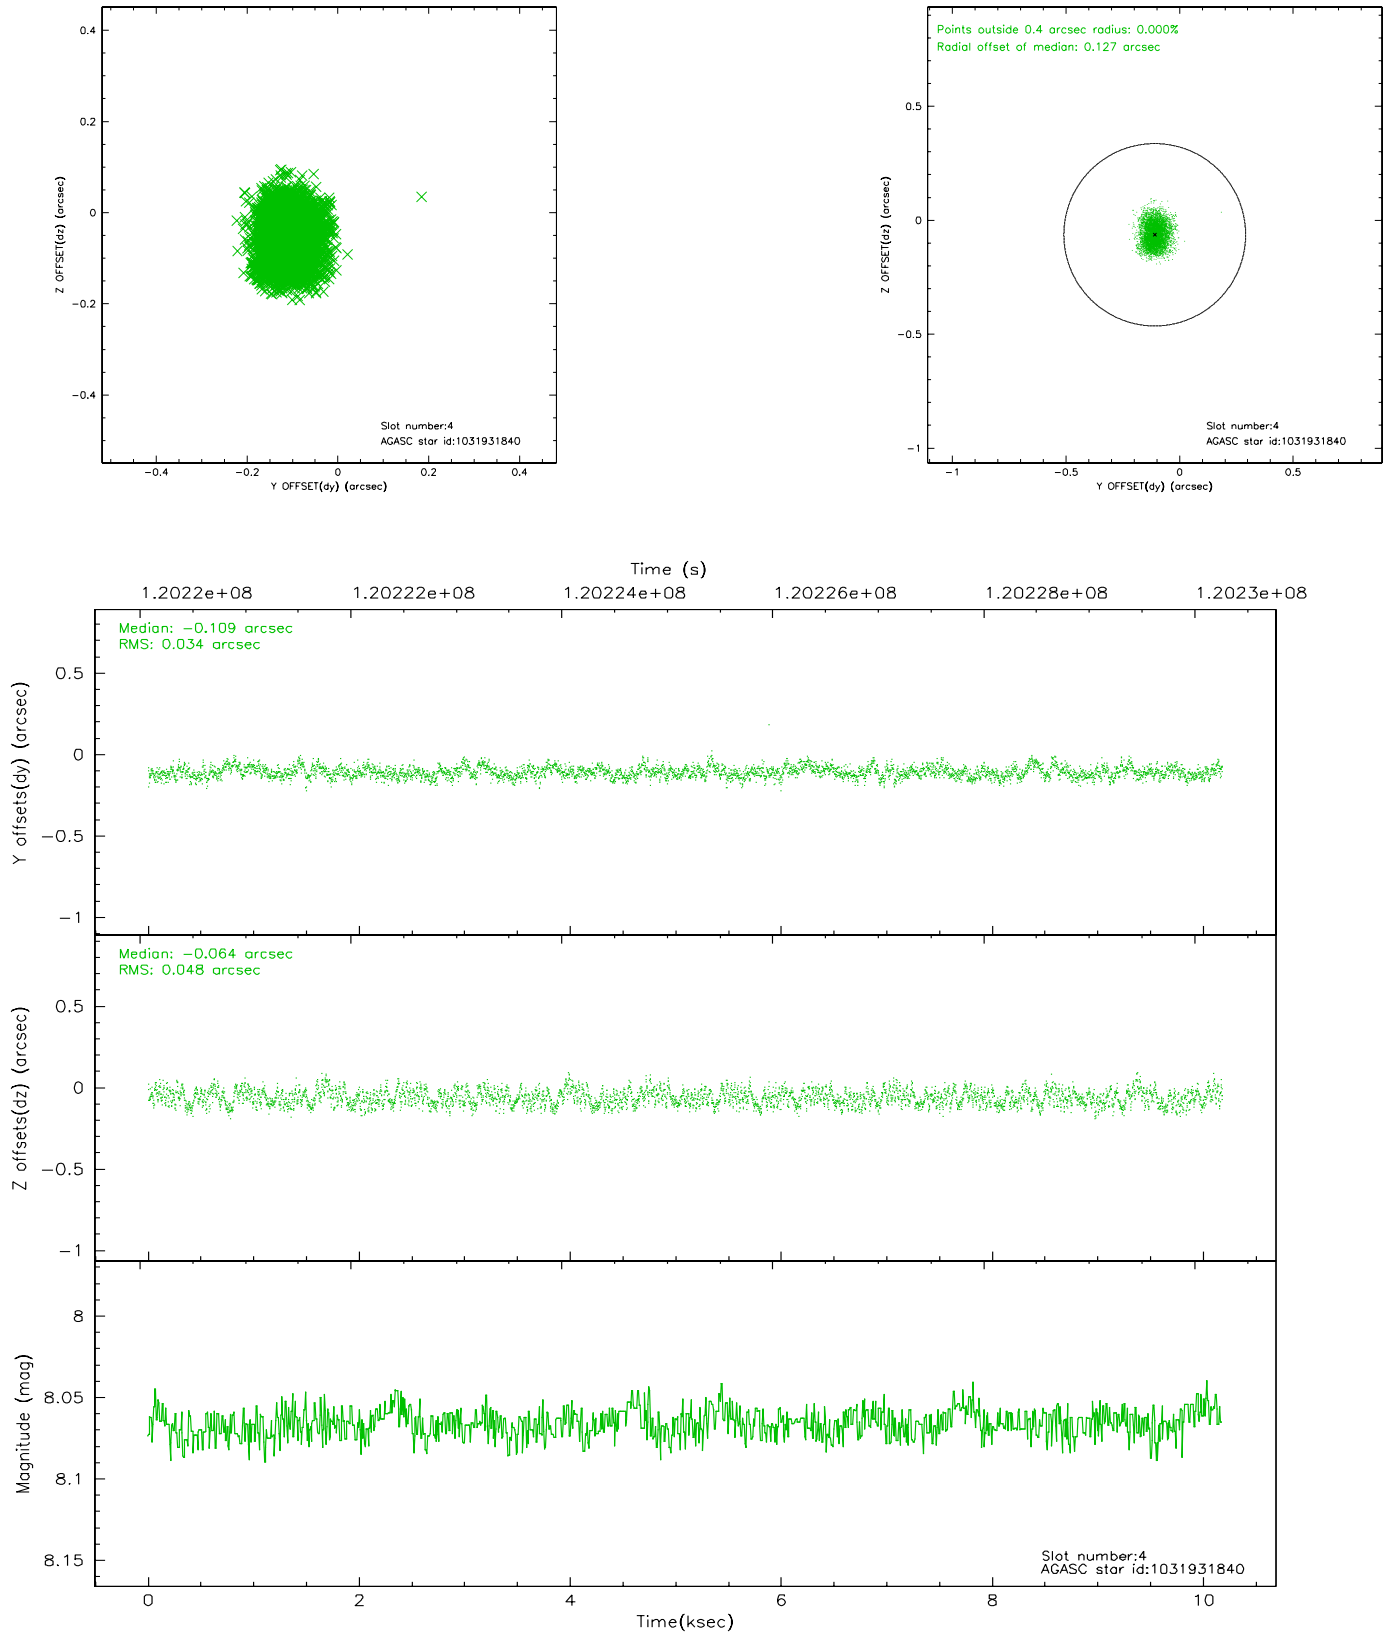 0.4
0.2
0
−0.2
−0.4
Z OFFSET(dz) (arcsec)
Slot number:4
AGASC star id:1031931840
−0.4 −0.2 0 0.2 0.4
Y OFFSET(dy) (arcsec)
Points outside 0.4 arcsec radius: 0.000%
Radial offset of median: 0.127 arcsec
0.5
0
−0.5
−1
Z OFFSET(dz) (arcsec)
Slot number:4
AGASC star id:1031931840
−1 −0.5 0 0.5
Y OFFSET(dy) (arcsec)
Time (s)
1.2022e+08 1.20222e+08 1.20224e+08 1.20226e+08 1.20228e+08 1.2023e+08
Median: −0.109 arcsec
RMS: 0.034 arcsec
0.5
0
−0.5
−1
Y offsets(dy) (arcsec)
Median: −0.064 arcsec
RMS: 0.048 arcsec
0.5
0
−0.5
−1
Z offsets(dz) (arcsec)
8
8.05
8.1
8.15
Magnitude (mag)
Slot number:4
AGASC star id:1031931840
0 2 4 6 8 10
Time(ksec)